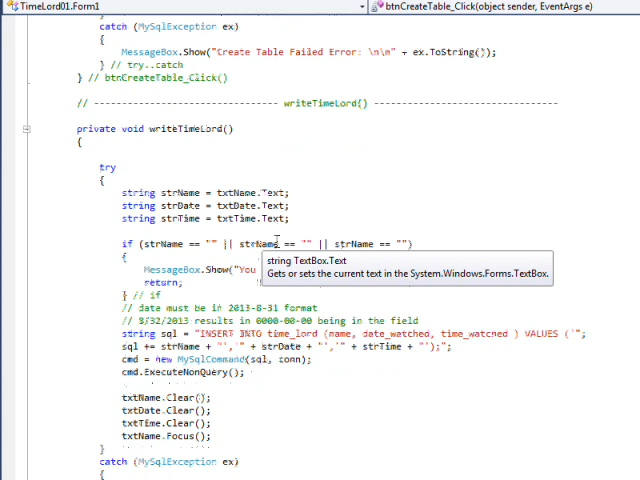 TimeLord01.Form1
btnCreateTable_Click(object sender, EventArgs e)
catch (MySqlException ex)
{
MessageBox.Show("Create Table Failed Error: \n\n" + ex.ToString());
} // try..catch
} // btnCreateTable_Click()
// --------------------------------- writeTimeLord() ---------------------------------
private void writeTimeLord()
{
try
{
string strName = txtName.Text;
string strDate = txtDate.Text;
string strTime = txtTime.Text;
if (strName == "" || strName == "" || strName == "")
{
string TextBox.Text
Gets or sets the current text in the System.Windows.Forms.TextBox.
MessageBox.Show("You
return;
} // if
// date must be in 2013-8-31 format
// 8/32/2013 results in 0000-00-00 being in the field
string sql = "INSERT INTO time_lord (name, date_watched, time_watched ) VALUES ('";
sql += strName + "','" + strDate + "','" + strTime + "');";
cmd = new MySqlCommand(sql, conn);
cmd.ExecuteNonQuery();
txtName.Clear();
txtDate.Clear();
txtTime.Clear();
txtName.Focus();
}
catch (MySqlException ex)
{